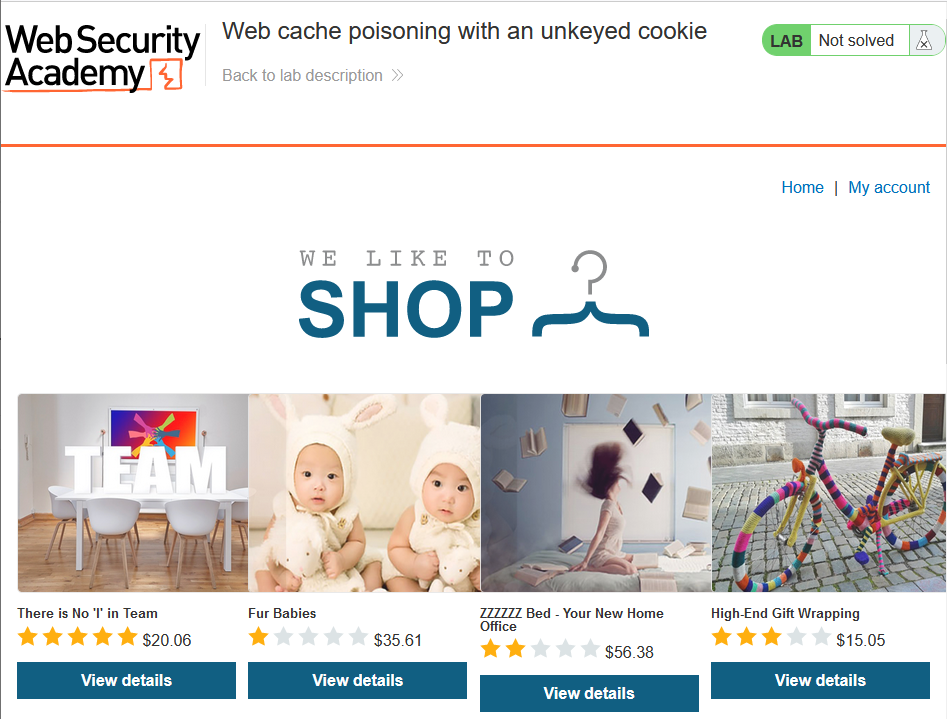 Web Security
Academy
Web cache poisoning with an unkeyed cookie
Back to lab description
LAB Not solved
Home | My account
WE LIKE TO
SHOP
TEAM
There is No 'I' in Team
$20.06
View details
Fur Babies
$35.61
View details
ZZZZZZ Bed - Your New Home
Office
$56.38
View details
High-End Gift Wrapping
$15.05
View details